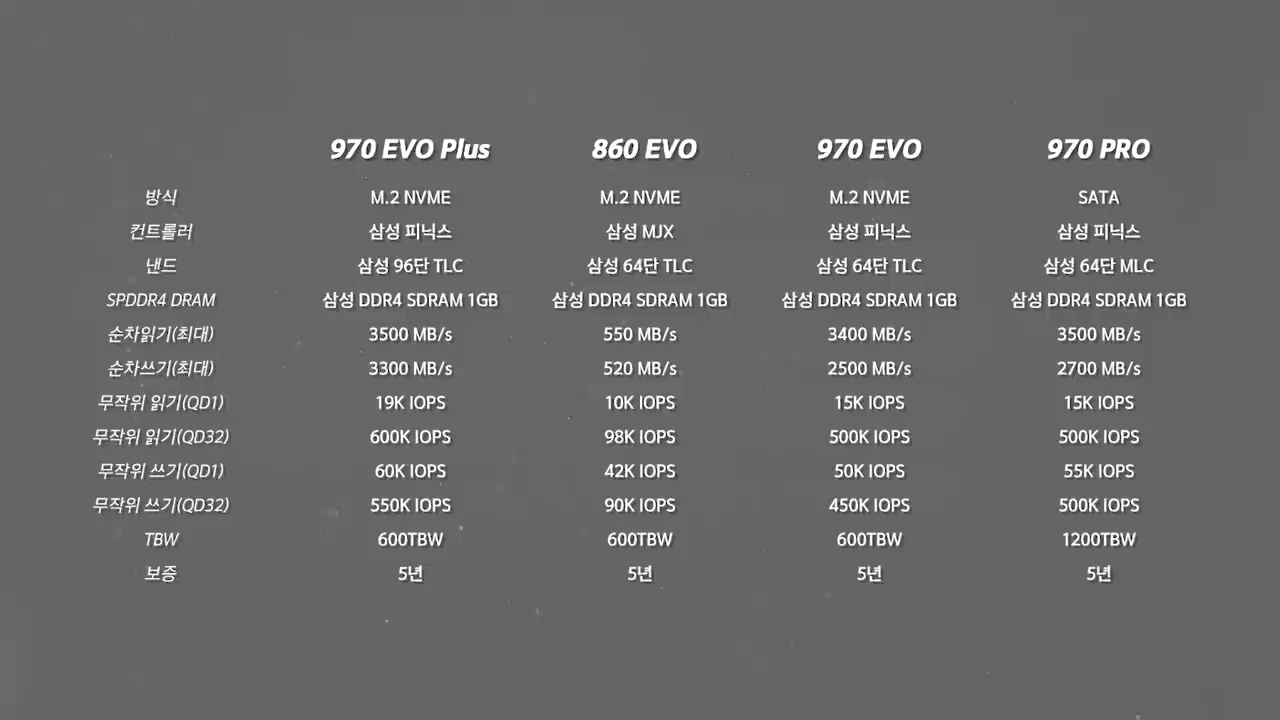 970 EVO Plus 860 EVO 970 EVO 970 PRO
방식 M.2 NVME M.2 NVME M.2 NVME SATA
컨트롤러 삼성 피닉스 삼성 MJX 삼성 피닉스 삼성 피닉스
낸드 삼성 96단 TLC 삼성 64단 TLC 삼성 64단 TLC 삼성 64단 MLC
SPDDR4 DRAM 삼성 DDR4 SDRAM 1GB 삼성 DDR4 SDRAM 1GB 삼성 DDR4 SDRAM 1GB 삼성 DDR4 SDRAM 1GB
순차읽기(최대) 3500 MB/s 550 MB/s 3400 MB/s 3500 MB/s
순차쓰기(최대) 3300 MB/s 520 MB/s 2500 MB/s 2700 MB/s
무작위 읽기(QD1) 19K IOPS 10K IOPS 15K IOPS 15K IOPS
무작위 읽기(QD32) 600K IOPS 98K IOPS 500K IOPS 500K IOPS
무작위 쓰기(QD1) 60K IOPS 42K IOPS 50K IOPS 55K IOPS
무작위 쓰기(QD32) 550K IOPS 90K IOPS 450K IOPS 500K IOPS
TBW 600TBW 600TBW 600TBW 1200TBW
보증 5년 5년 5년 5년